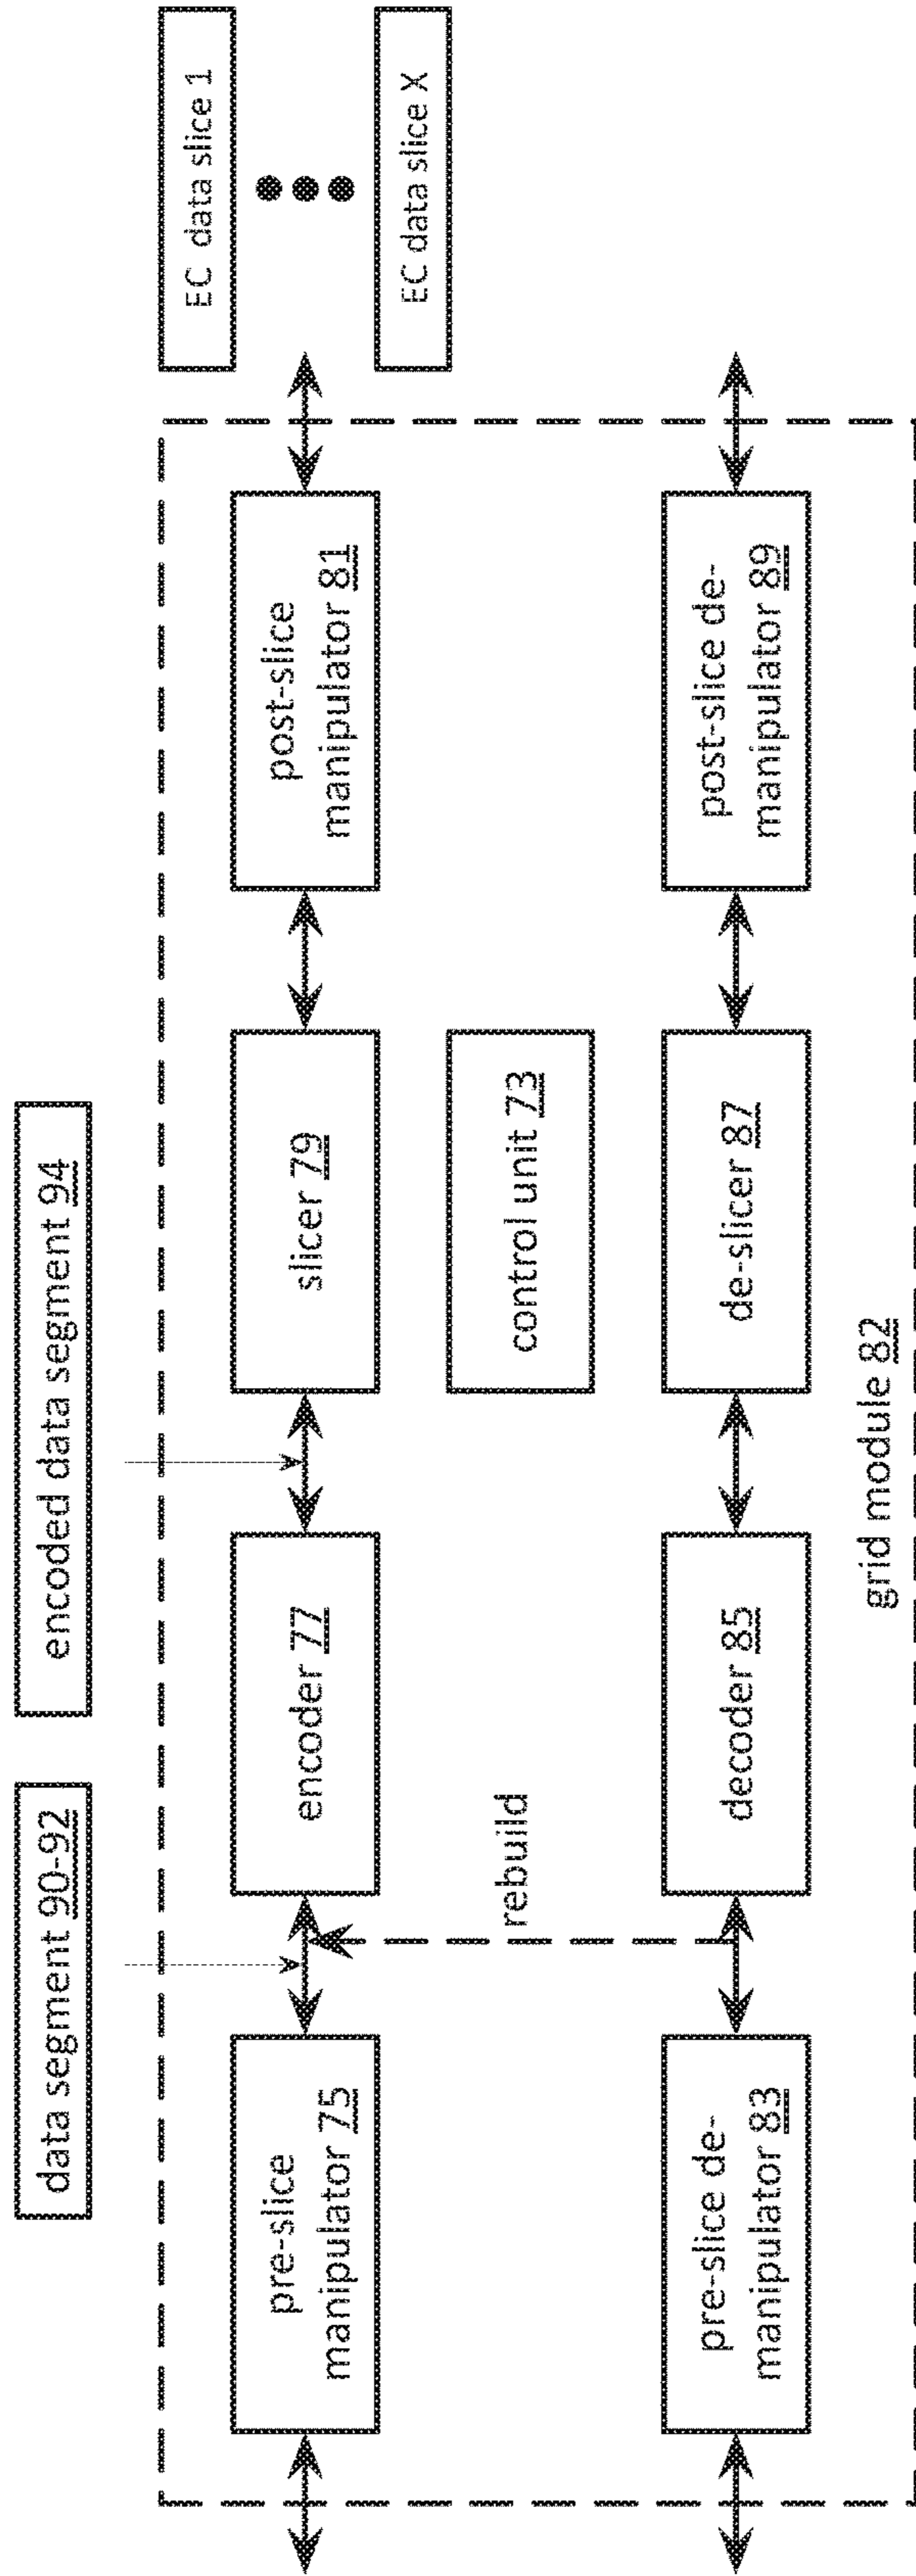 data segment 90-92
encoded data segment 94
pre-slice
manipulator 75
encoder 77
slicer 79
post-slice
manipulator 81
EC data slice 1
EC data slice X
rebuild
control unit 73
pre-slice de-
manipulator 83
decoder 85
de-slicer 87
post-slice de-
manipulator 89
grid module 82